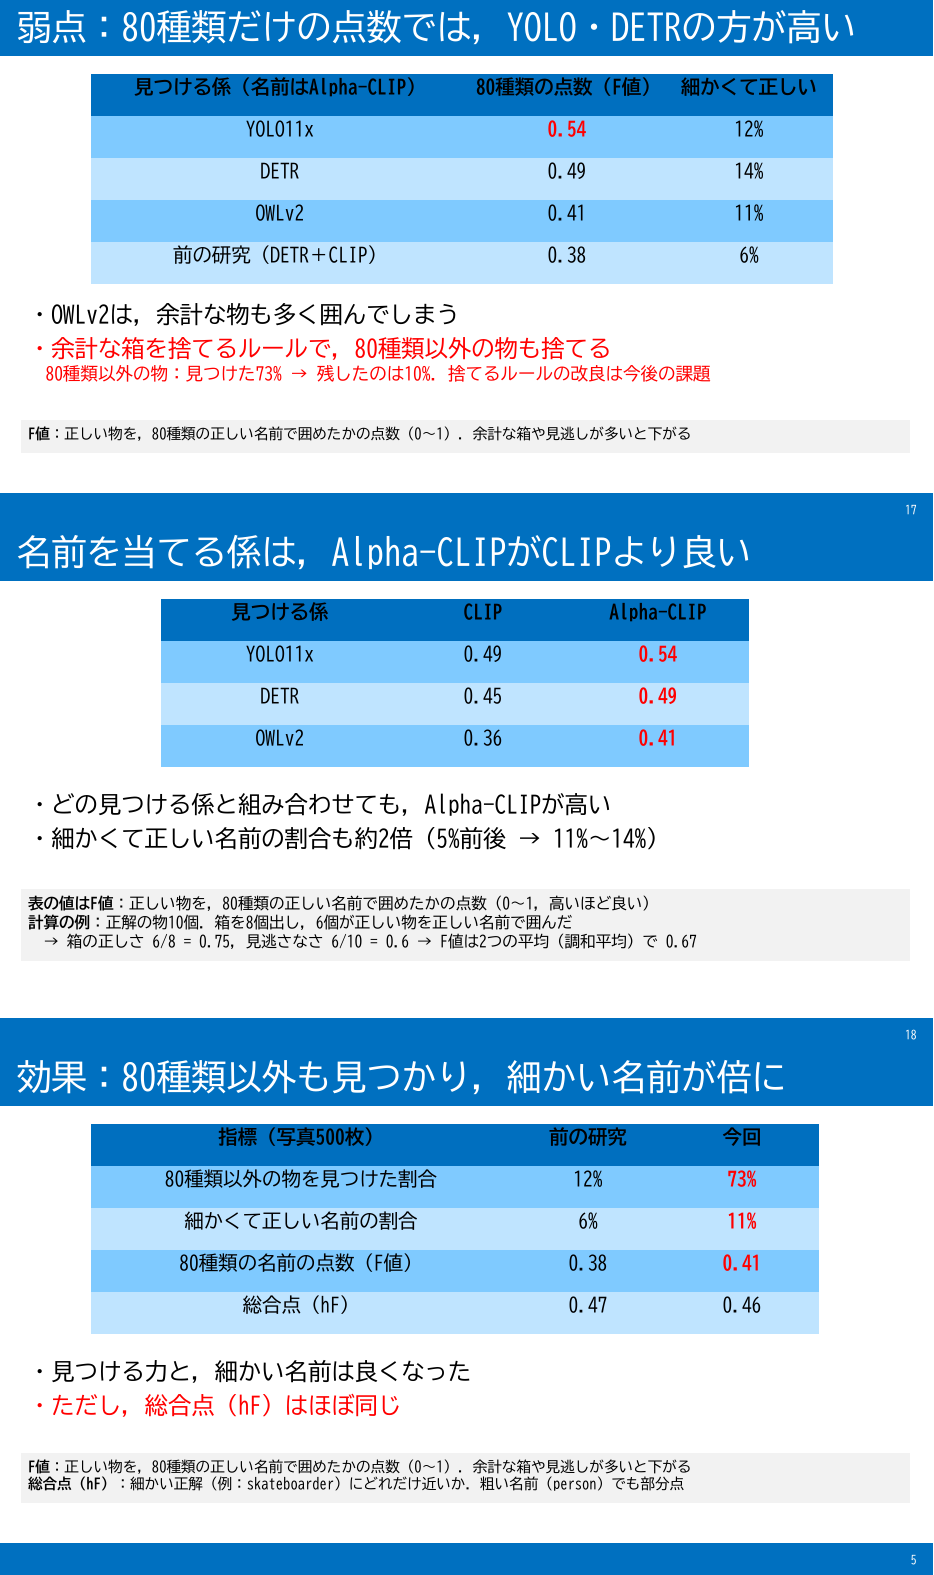 弱点：80種類だけの点数では，YOLO・DETRの方が高い
見つける係（名前はAlpha-CLIP） 80種類の点数（F値） 細かくて正しい
YOLO11x 0.54 12%
DETR 0.49 14%
OWLv2 0.41 11%
前の研究（DETR＋CLIP） 0.38 6%
・OWLv2は，余計な物も多く囲んでしまう
・余計な箱を捨てるルールで，80種類以外の物も捨てる
80種類以外の物：見つけた73% → 残したのは10%．捨てるルールの改良は今後の課題
F値：正しい物を，80種類の正しい名前で囲めたかの点数（0～1）．余計な箱や見逃しが多いと下がる
17
名前を当てる係は，Alpha-CLIPがCLIPより良い
見つける係 CLIP Alpha-CLIP
YOLO11x 0.49 0.54
DETR 0.45 0.49
OWLv2 0.36 0.41
・どの見つける係と組み合わせても，Alpha-CLIPが高い
・細かくて正しい名前の割合も約2倍（5%前後 → 11%～14%）
表の値はF値：正しい物を，80種類の正しい名前で囲めたかの点数（0～1，高いほど良い）
計算の例：正解の物10個．箱を8個出し，6個が正しい物を正しい名前で囲んだ
→ 箱の正しさ 6/8 = 0.75，見逃さなさ 6/10 = 0.6 → F値は2つの平均（調和平均）で 0.67
18
効果：80種類以外も見つかり，細かい名前が倍に
指標（写真500枚） 前の研究 今回
80種類以外の物を見つけた割合 12% 73%
細かくて正しい名前の割合 6% 11%
80種類の名前の点数（F値） 0.38 0.41
総合点（hF） 0.47 0.46
・見つける力と，細かい名前は良くなった
・ただし，総合点（hF）はほぼ同じ
F値：正しい物を，80種類の正しい名前で囲めたかの点数（0～1）．余計な箱や見逃しが多いと下がる
総合点（hF）：細かい正解（例：skateboarder）にどれだけ近いか．粗い名前（person）でも部分点
5